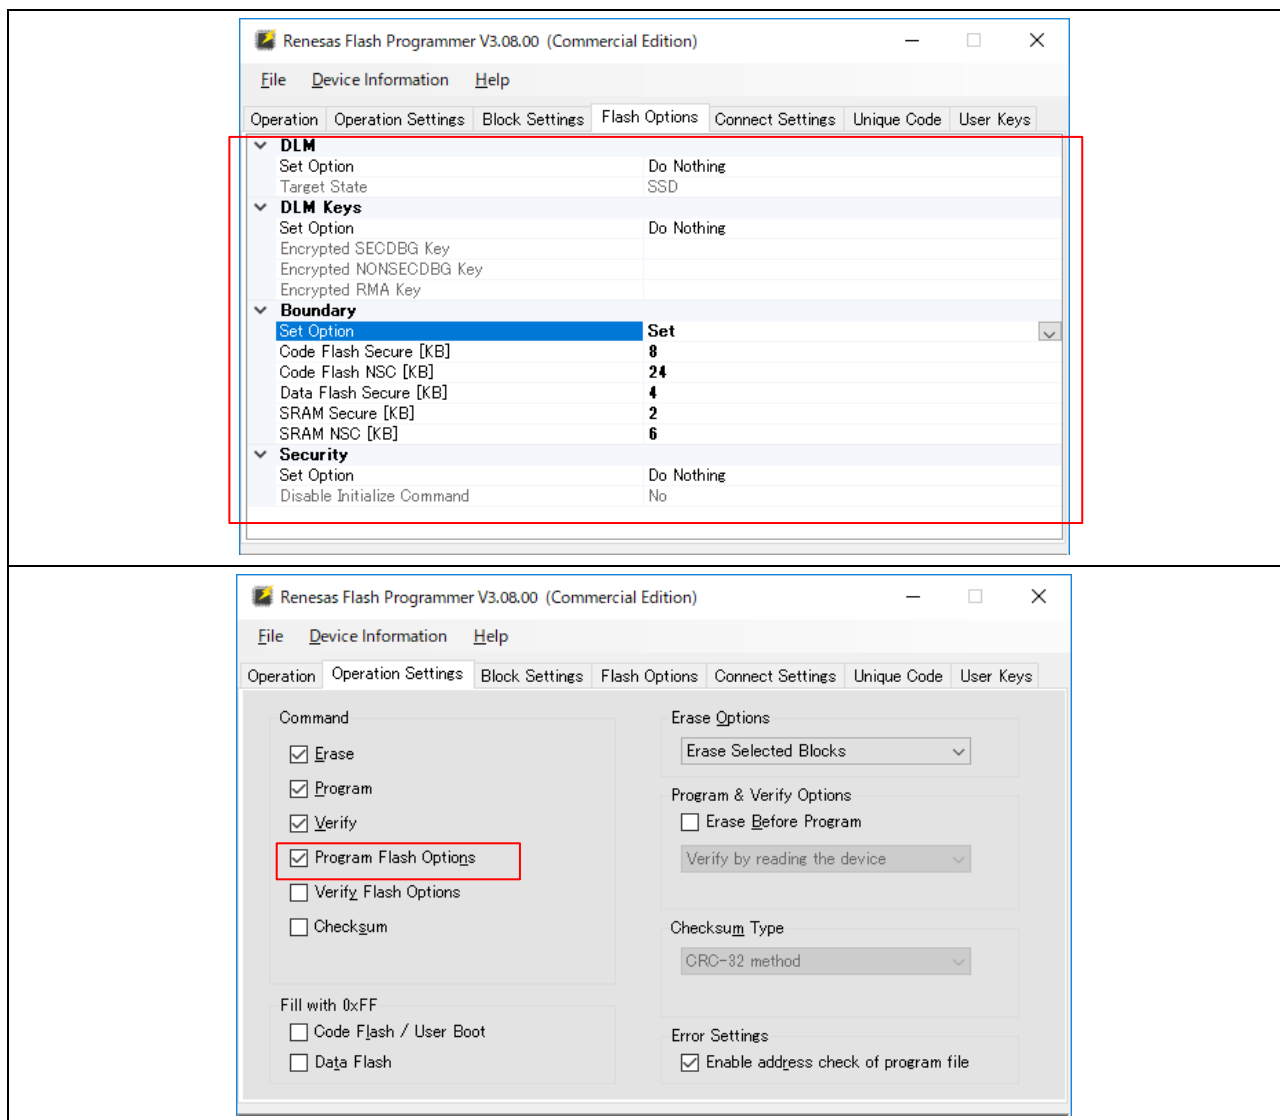 Renesas Flash Programmer V3.08.00 (Commercial Edition)
File Device Information Help
Operation Operation Settings Block Settings Flash Options Connect Settings Unique Code User Keys
DLM
Set Option Do Nothing
Target State SSD
DLM Keys
Set Option Do Nothing
Encrypted SECDBG Key
Encrypted NONSECDBG Key
Encrypted RMA Key
Boundary
Set Option Set
Code Flash Secure [KB] 8
Code Flash NSC [KB] 24
Data Flash Secure [KB] 4
SRAM Secure [KB] 2
SRAM NSC [KB] 6
Security
Set Option Do Nothing
Disable Initialize Command No
Renesas Flash Programmer V3.08.00 (Commercial Edition)
File Device Information Help
Operation Operation Settings Block Settings Flash Options Connect Settings Unique Code User Keys
Command
Erase
Program
Verify
Program Flash Options
Verify Flash Options
Checksum
Fill with 0xFF
Code Flash / User Boot
Data Flash
Erase Options
Erase Selected Blocks
Program & Verify Options
Erase Before Program
Verify by reading the device
Checksum Type
CRC-32 method
Error Settings
Enable address check of program file